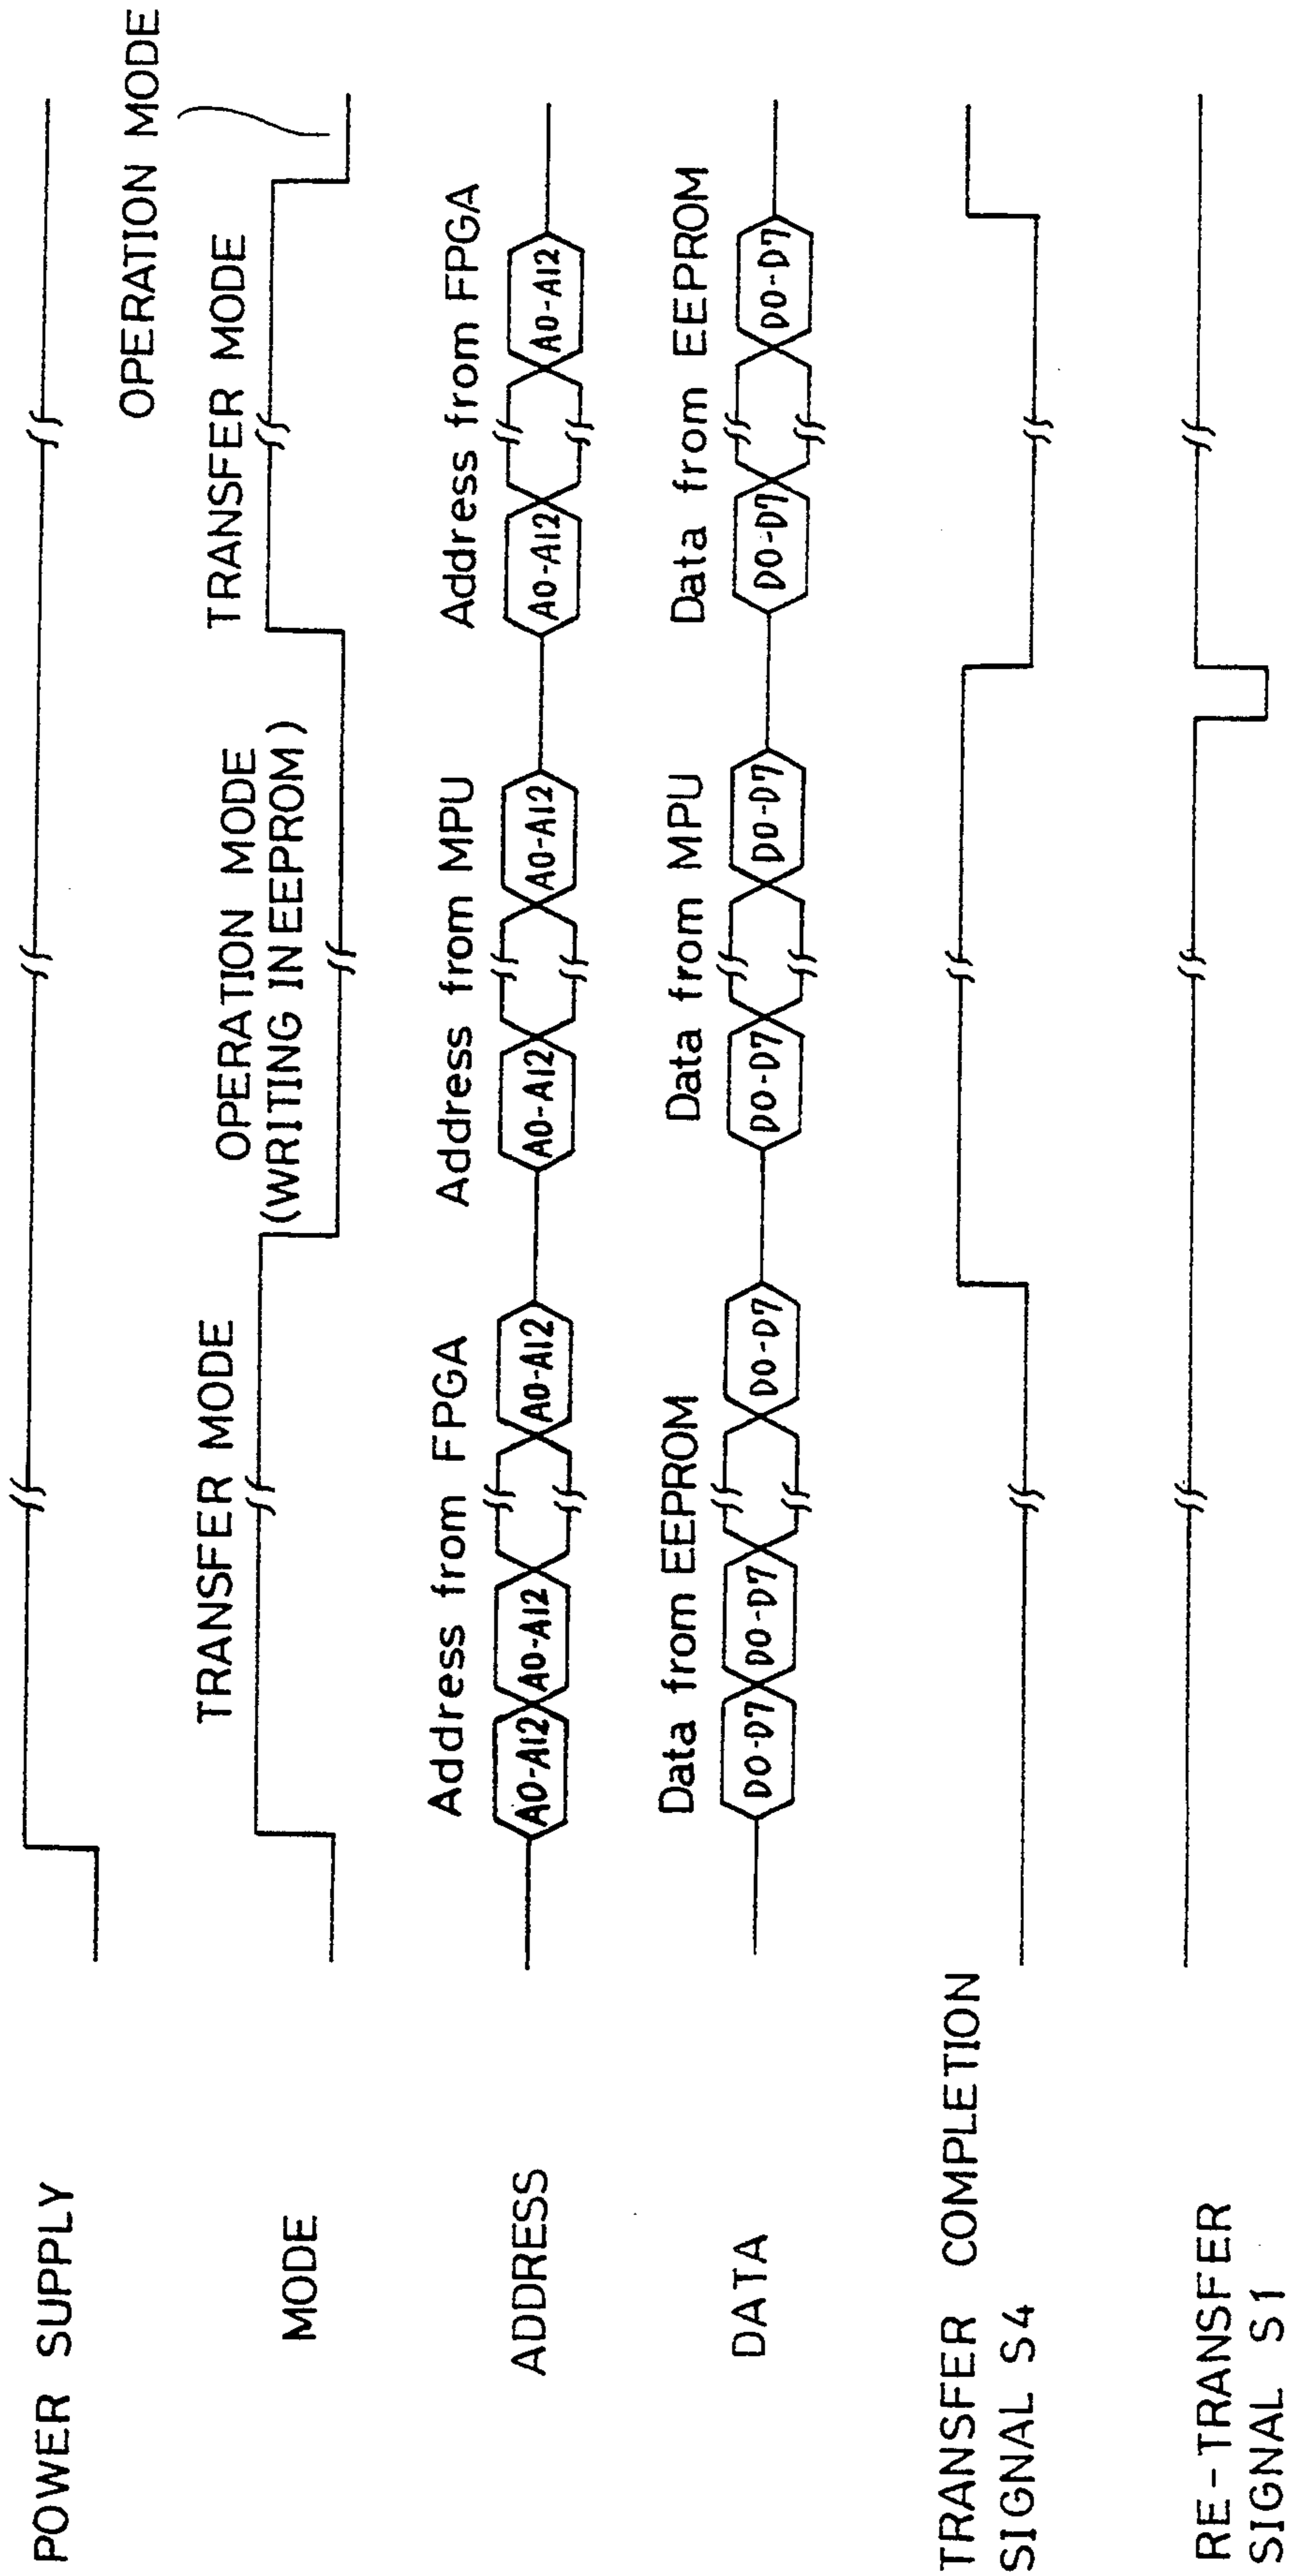 POWER SUPPLY
OPERATION MODE
MODE
TRANSFER MODE
OPERATION MODE
(WRITING IN EEPROM)
TRANSFER MODE
ADDRESS
Address from FPGA
Address from MPU
Address from FPGA
A0-A12
A0-A12
A0-A12
A0-A12
A0-A12
A0-A12
A0-A12
DATA
Data from EEPROM
Data from MPU
Data from EEPROM
D0-D7
D0-D7
D0-D7
D0-D7
D0-D7
D0-D7
D0-D7
TRANSFER COMPLETION
SIGNAL S4
RE-TRANSFER
SIGNAL S1